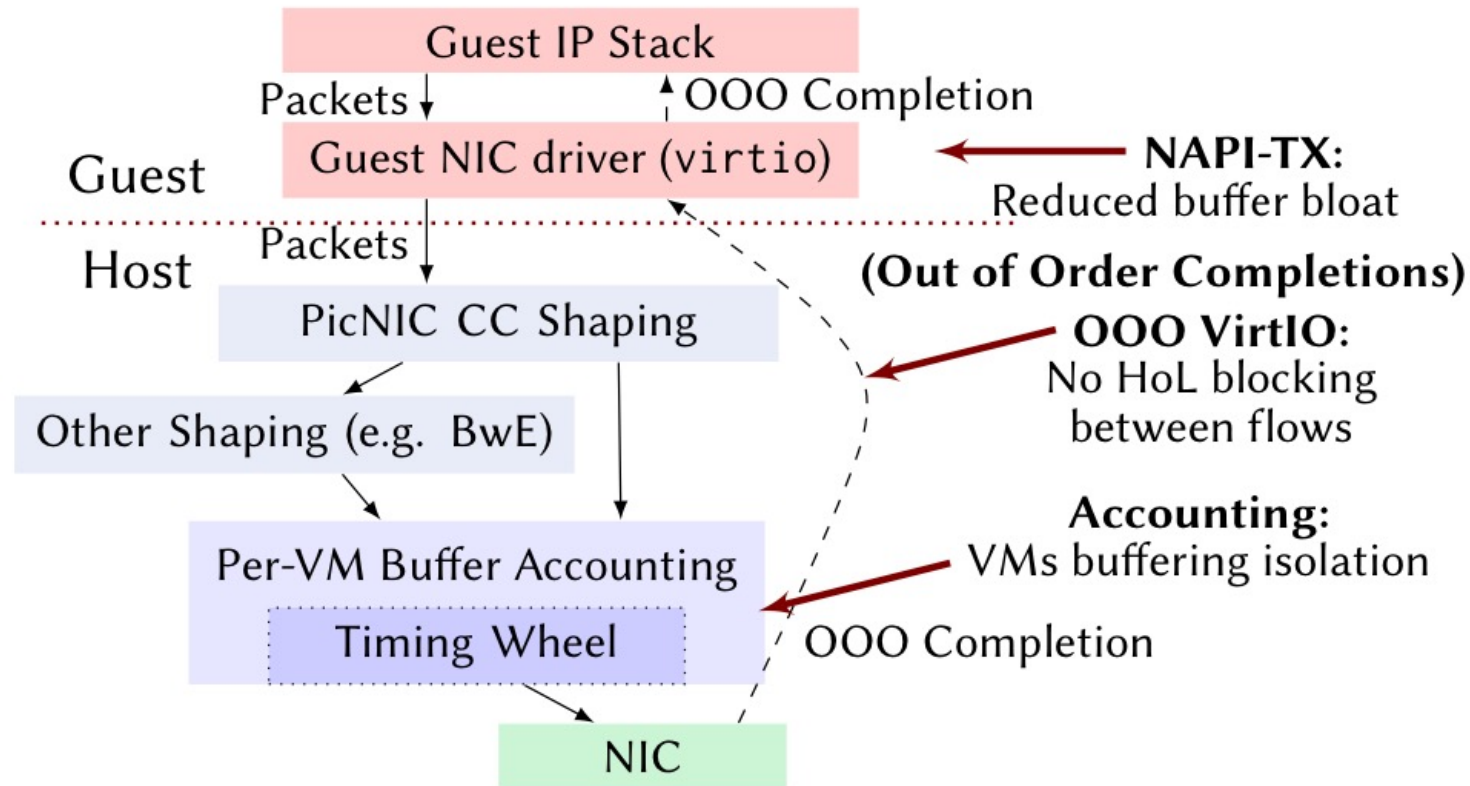 Guest IP Stack
Packets
OOO Completion
Guest NIC driver (virtio)
NAPI-TX:
Reduced buffer bloat
Guest
Host
Packets
(Out of Order Completions)
PicNIC CC Shaping
OOO VirtIO:
No HoL blocking
between flows
Other Shaping (e.g. BwE)
Accounting:
VMs buffering isolation
Per-VM Buffer Accounting
Timing Wheel
OOO Completion
NIC